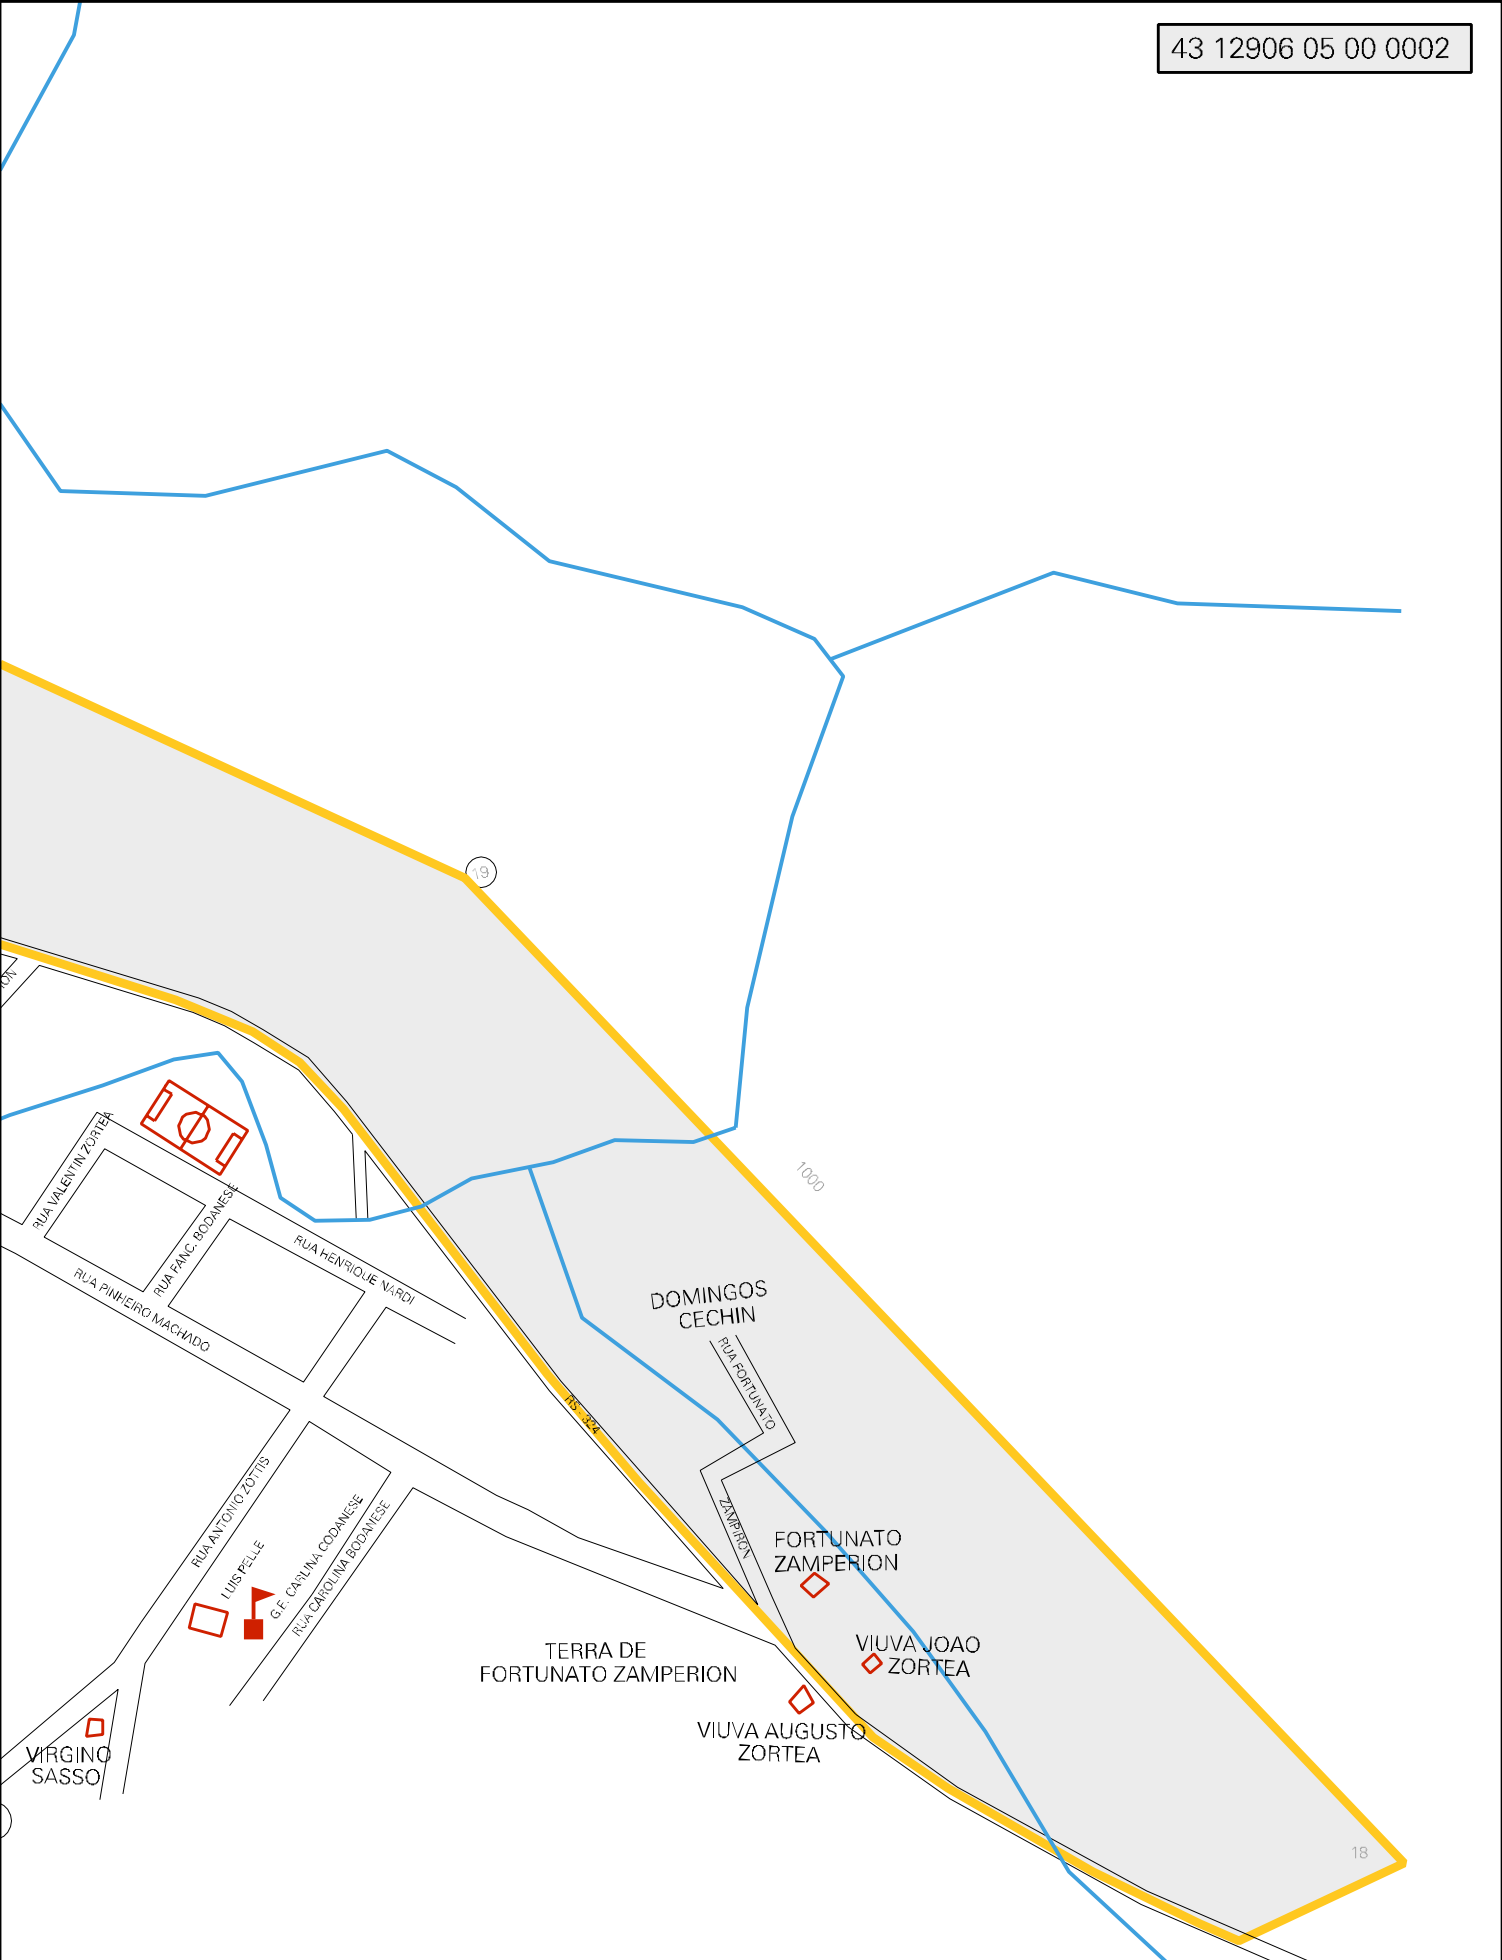 43 12906 05 00 0002
19
1000
RUA VALENTIN ZORTEA
RUA FANC. BODANESE
RUA HENRIQUE NARDI
RUA PINHEIRO MACHADO
DOMINGOS
CECHIN
RUA FORTUNATO
ZAMPIRON
RS - 324
RUA ANTONIO ZOTTIS
LUIS PELLE
G.E. CARLINA CODANESE
RUA CAROLINA BODANESE
FORTUNATO
ZAMPERION
TERRA DE
FORTUNATO ZAMPERION
VIUVA JOAO
ZORTEA
VIUVA AUGUSTO
ZORTEA
VIRGINO
SASSO
18